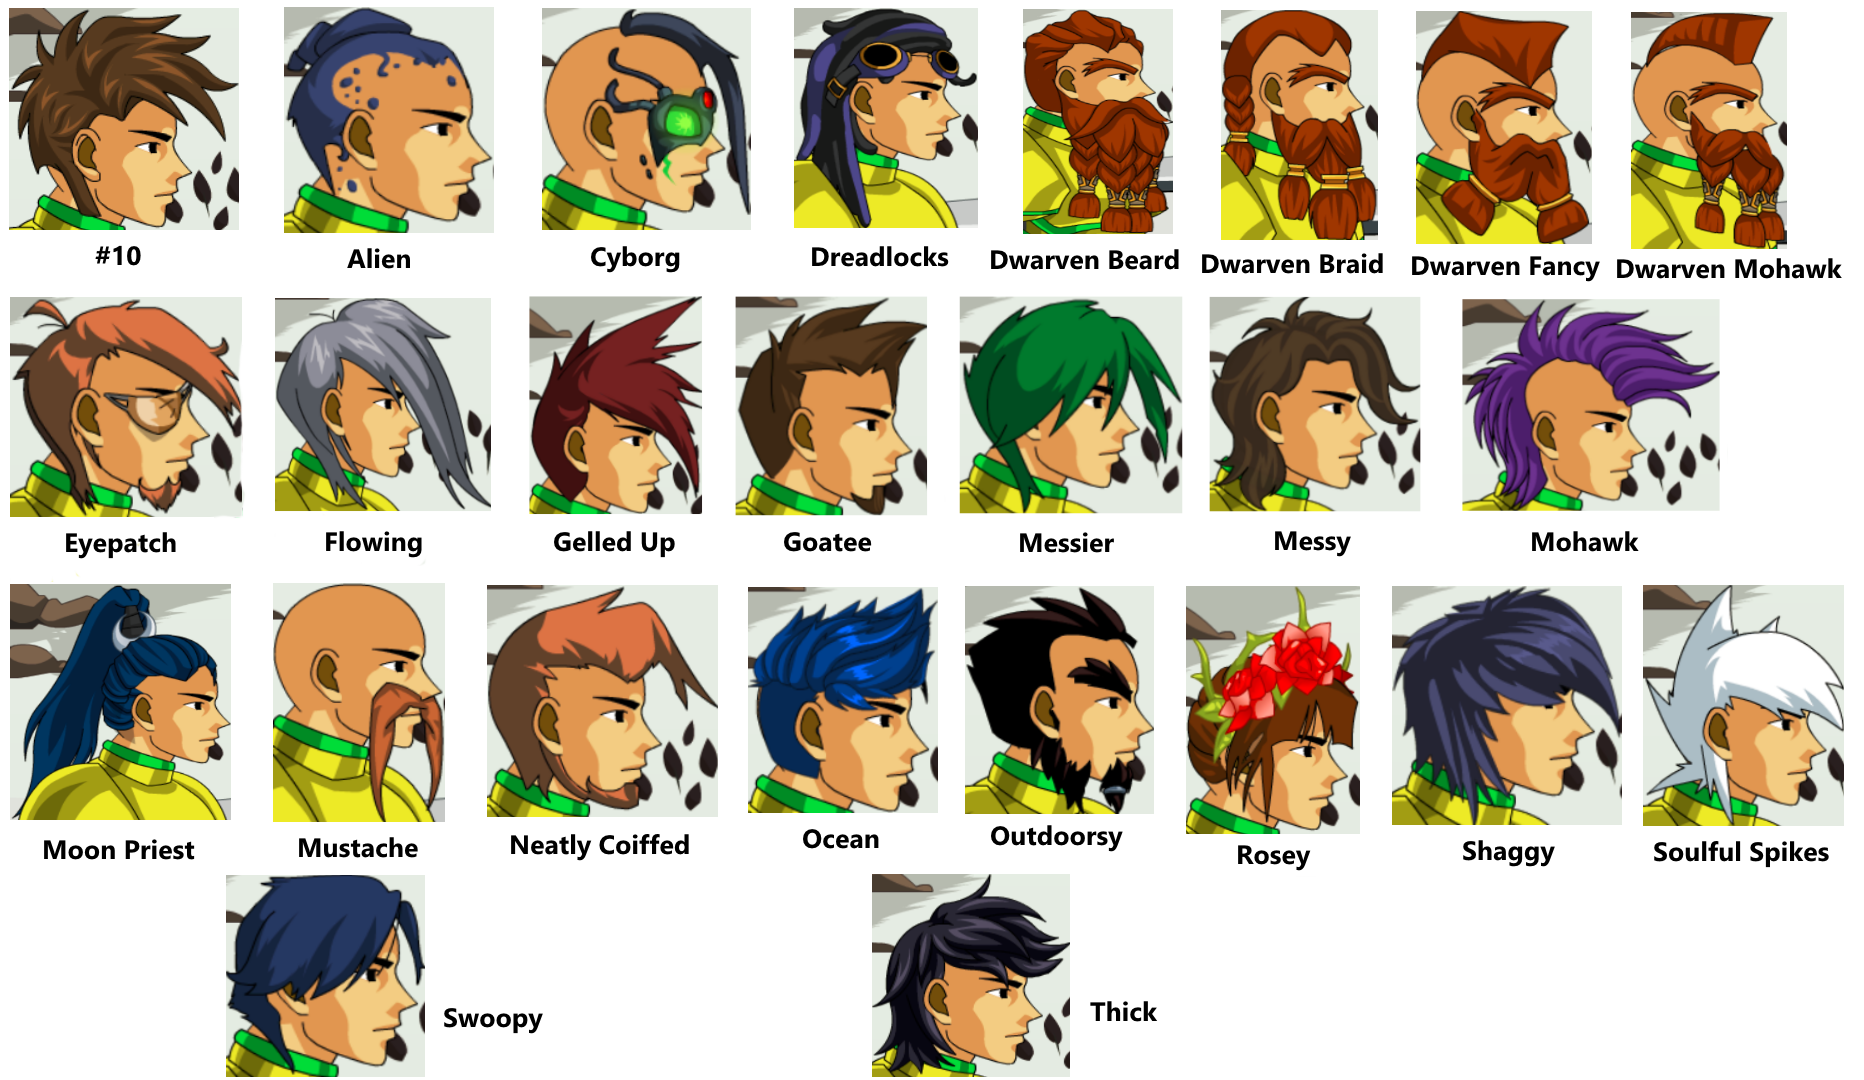 #10
Alien
Cyborg
Dreadlocks
Dwarven Beard
Dwarven Braid
Dwarven Fancy
Dwarven Mohawk
Eyepatch
Flowing
Gelled Up
Goatee
Messier
Messy
Mohawk
Moon Priest
Mustache
Neatly Coiffed
Ocean
Outdoorsy
Rosey
Shaggy
Soulful Spikes
Swoopy
Thick